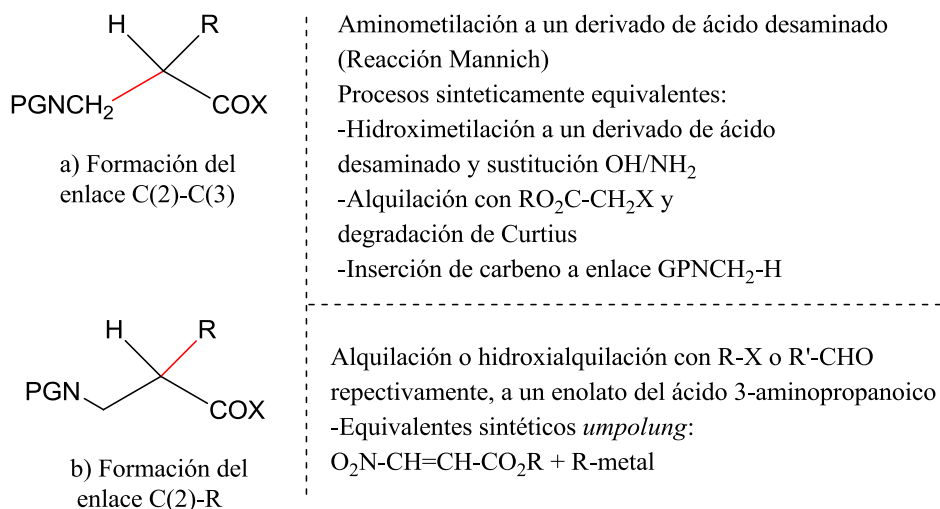 H R
PGNCH2 COX
a) Formación del
enlace C(2)-C(3)
Aminometilación a un derivado de ácido desaminado
(Reacción Mannich)
Procesos sinteticamente equivalentes:
-Hidroximetilación a un derivado de ácido
desaminado y sustitución OH/NH2
-Alquilación con RO2C-CH2X y
degradación de Curtius
-Inserción de carbeno a enlace GPNCH2-H
H R
PGN COX
b) Formación del
enlace C(2)-R
Alquilación o hidroxialquilación con R-X o R'-CHO
repectivamente, a un enolato del ácido 3-aminopropanoico
-Equivalentes sintéticos umpolung:
O2N-CH=CH-CO2R + R-metal